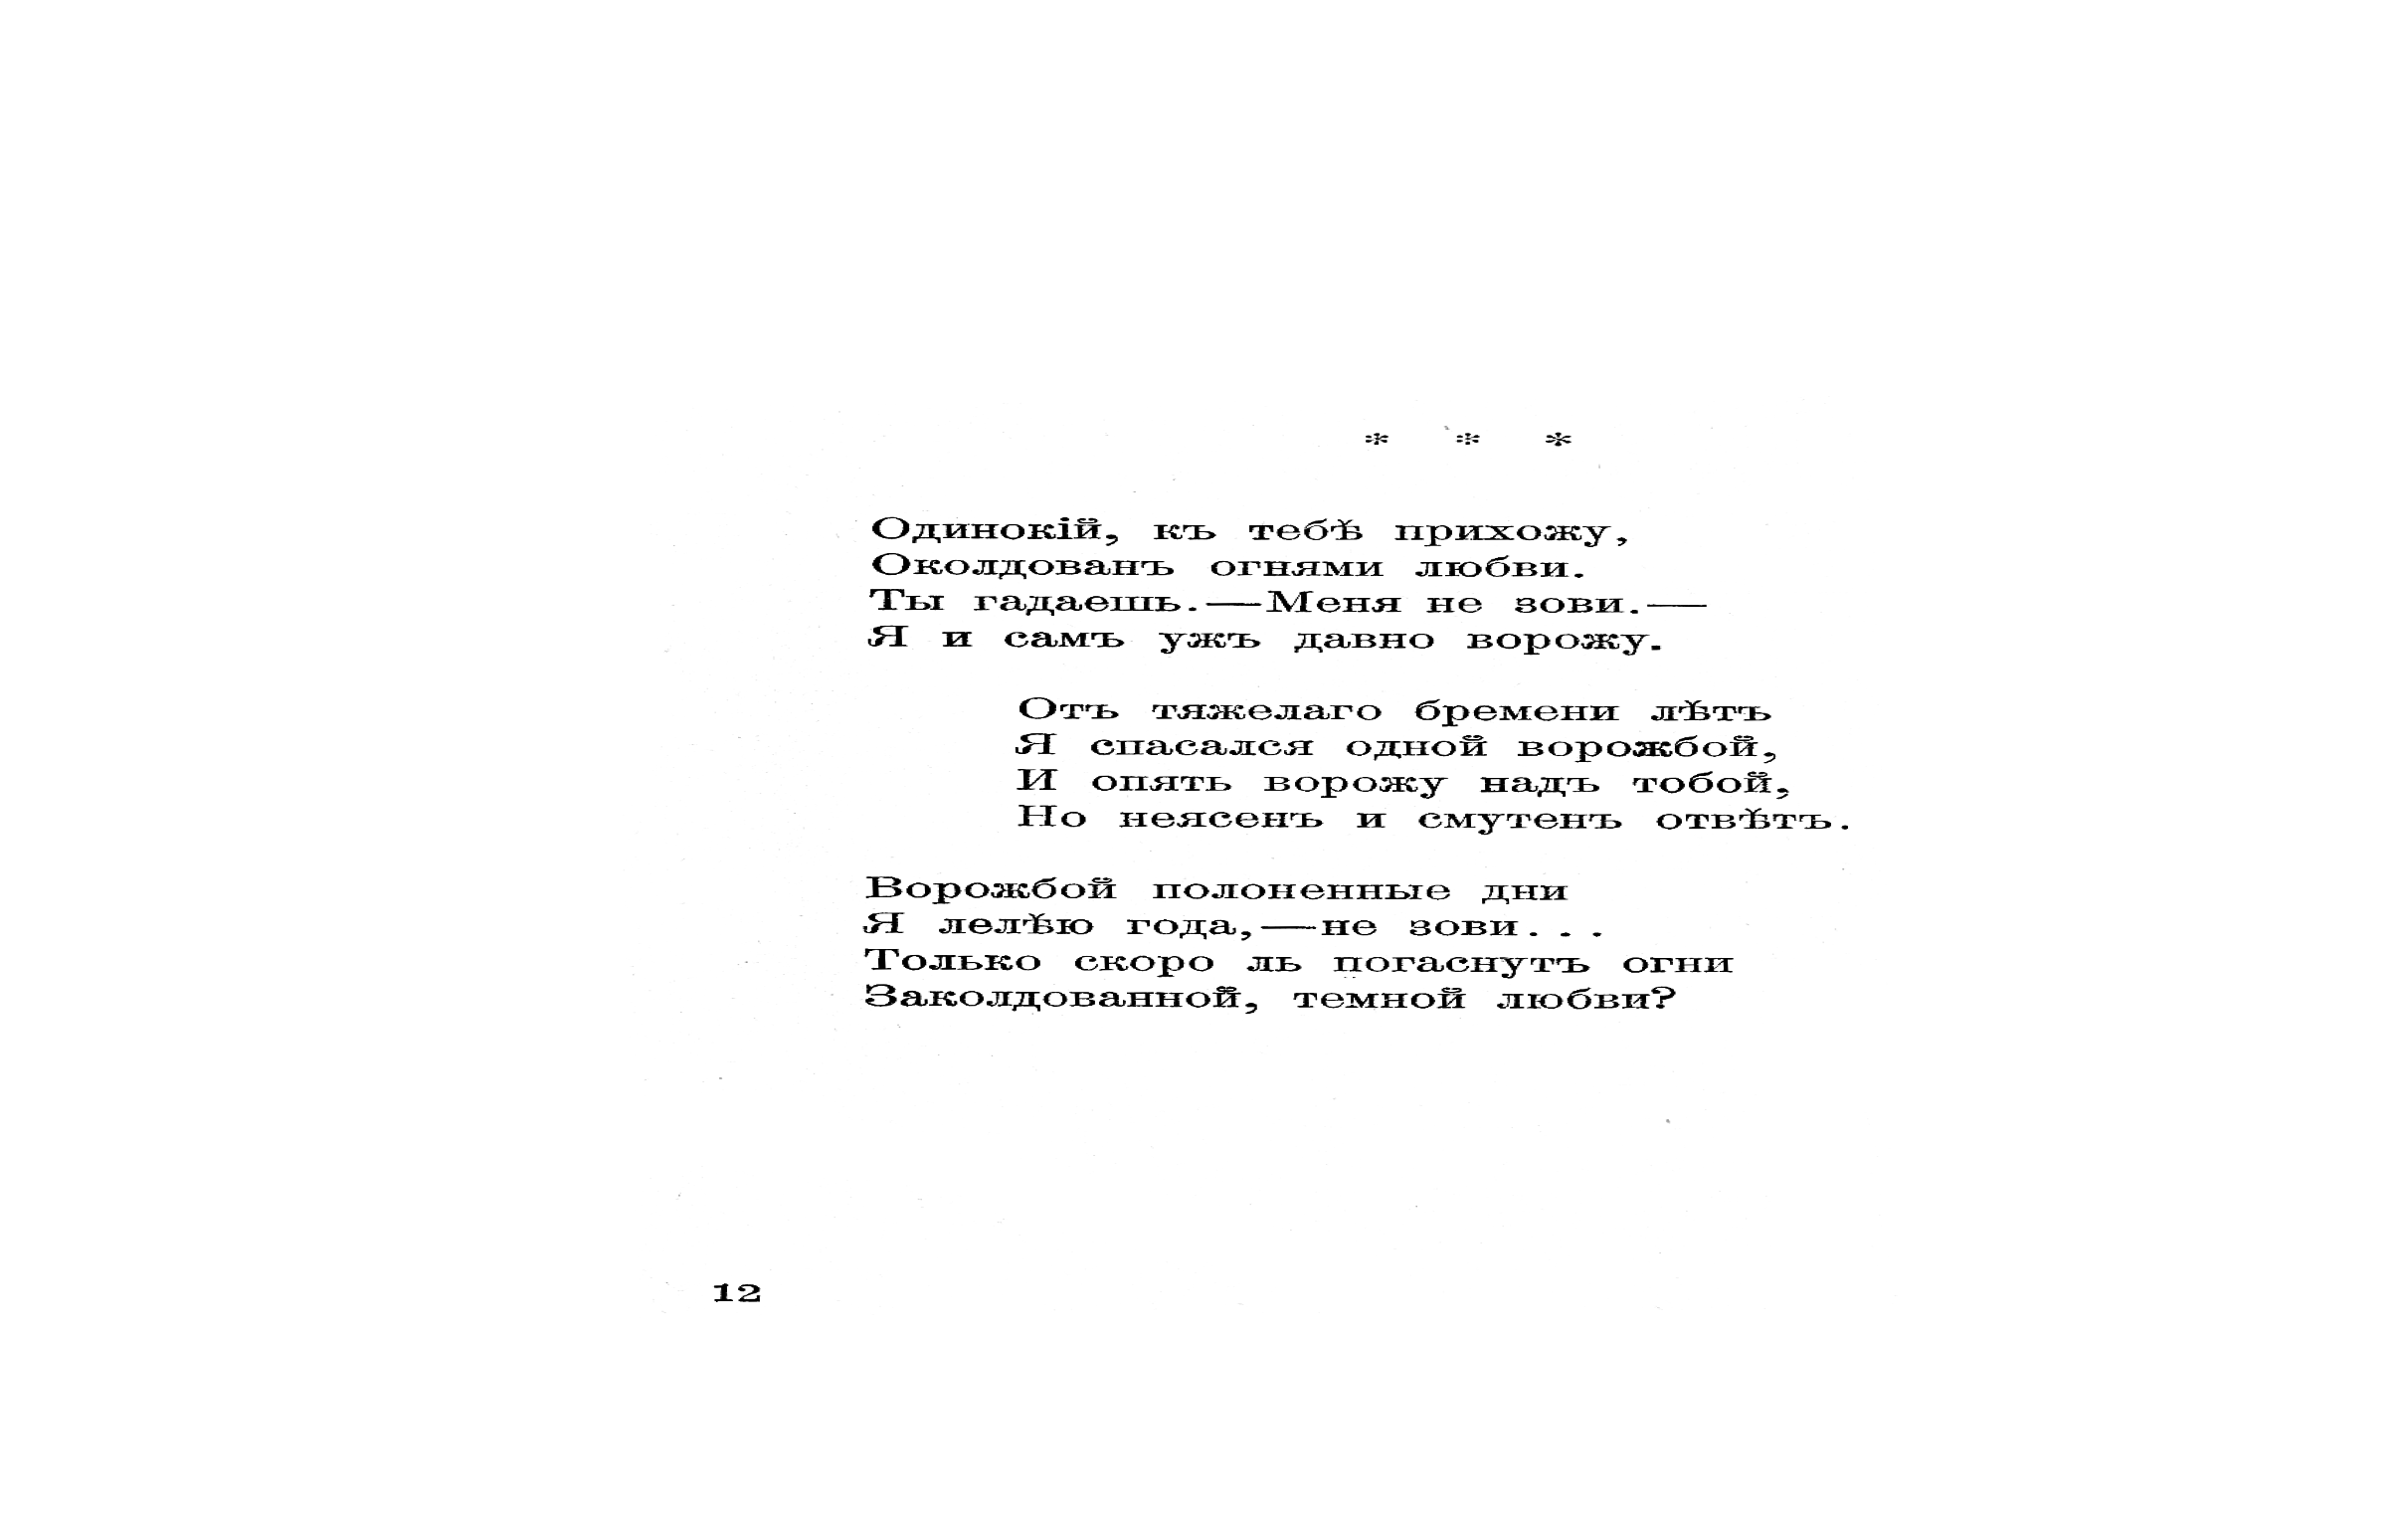 * * *
Одинокій, къ тебѣ прихожу,
Околдованъ огнями любви.
Ты гадаешь.—Меня не зови.—
Я и самъ ужъ давно ворожу.
Отъ тяжелаго бремени лѣтъ
Я спасался одной ворожбой,
И опять ворожу надъ тобой,
Но неясенъ и смутенъ отвѣтъ.
Ворожбой полоненные дни
Я лелѣю года,—не зови...
Только скоро ль погаснутъ огни
Заколдованной, темной любви?
12